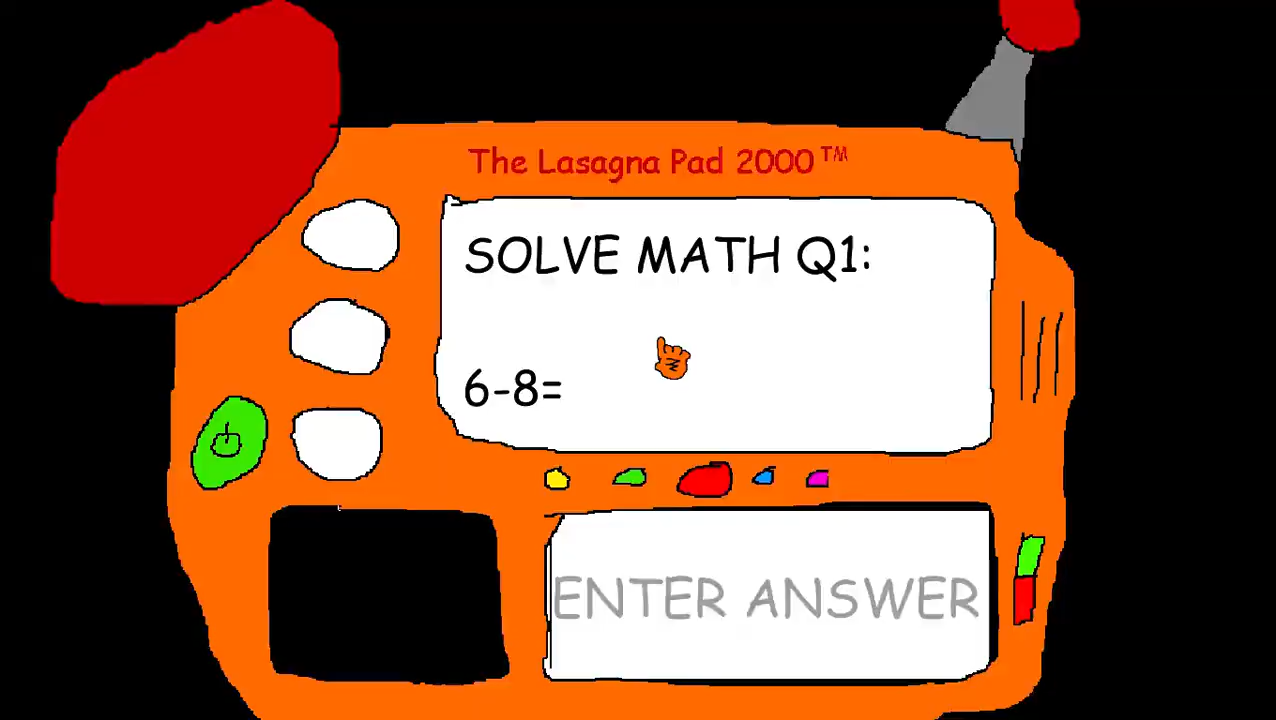 The Lasagna Pad 2000™
SOLVE MATH Q1:
6-8=
ENTER ANSWER